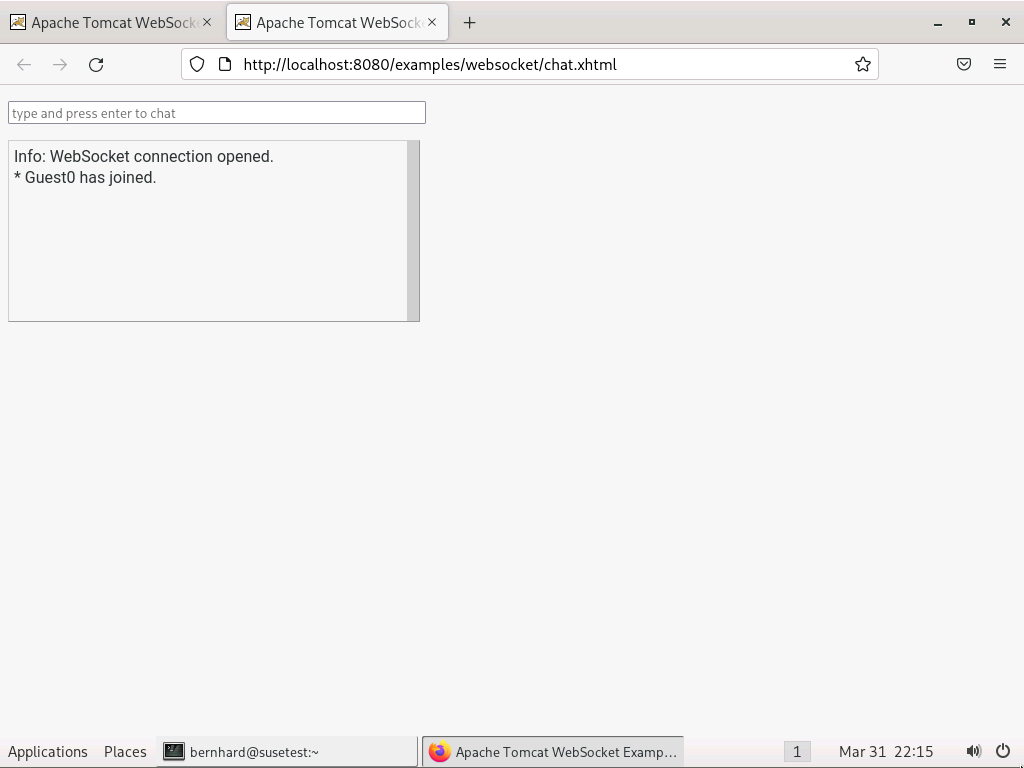 Apache Tomcat WebSock
Apache Tomcat WebSock
http://localhost:8080/examples/websocket/chat.xhtml
type and press enter to chat
Info: WebSocket connection opened.
* Guest0 has joined.
Applications Places bernhard@susetest:~ Apache Tomcat WebSocket Examp... 1 Mar 31 22:15